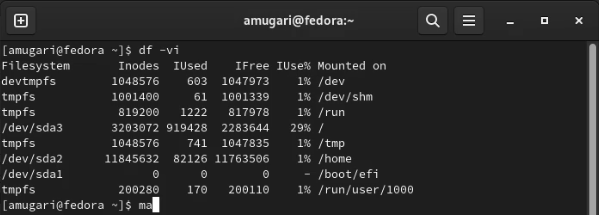 amugari@fedora:~
[amugari@fedora ~]$ df -vi
Filesystem Inodes IUsed IFree IUse% Mounted on
devtmpfs 1048576 603 1047973 1% /dev
tmpfs 1001400 61 1001339 1% /dev/shm
tmpfs 819200 1222 817978 1% /run
/dev/sda3 3203072 919428 2283644 29% /
tmpfs 1048576 741 1047835 1% /tmp
/dev/sda2 11845632 82126 11763506 1% /home
/dev/sda1 0 0 0 - /boot/efi
tmpfs 200280 170 200110 1% /run/user/1000
[amugari@fedora ~]$ ma